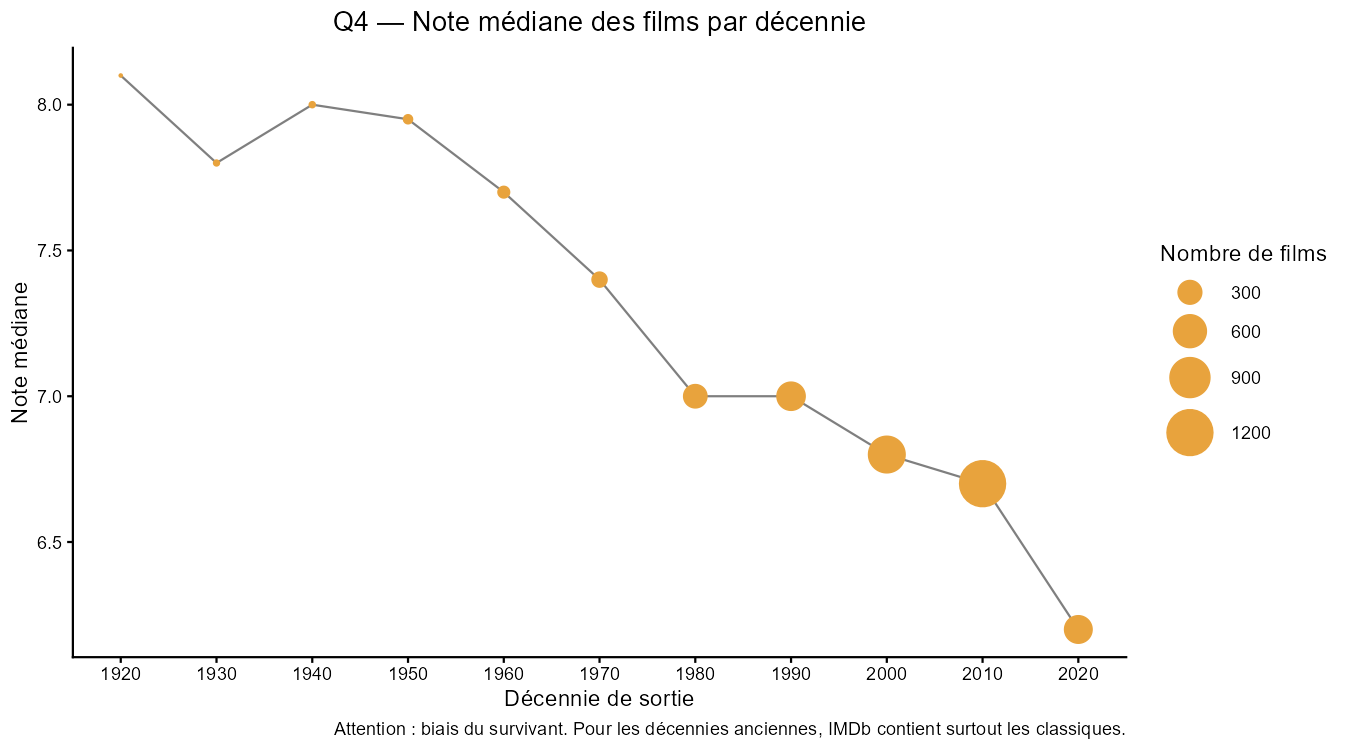 Q4 — Note médiane des films par décennie
Note médiane
8.0
7.5
7.0
6.5
1920 1930 1940 1950 1960 1970 1980 1990 2000 2010 2020
Décennie de sortie
Nombre de films
300
600
900
1200
Attention : biais du survivant. Pour les décennies anciennes, IMDb contient surtout les classiques.